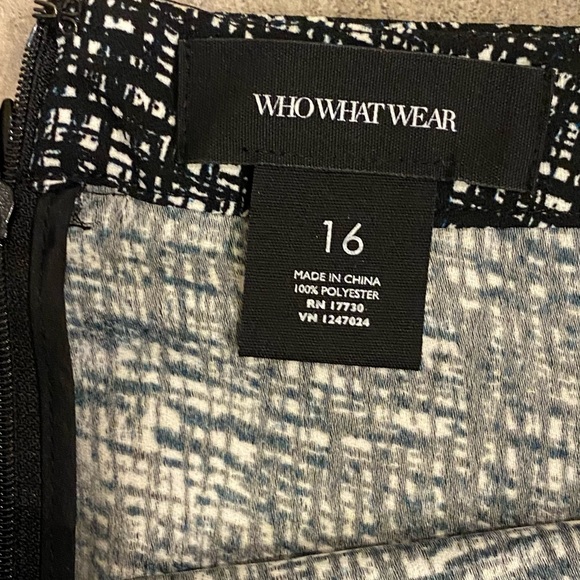 WHO WHAT WEAR
16
MADE IN CHINA
100% POLYESTER
RN 17730
VN 1247024